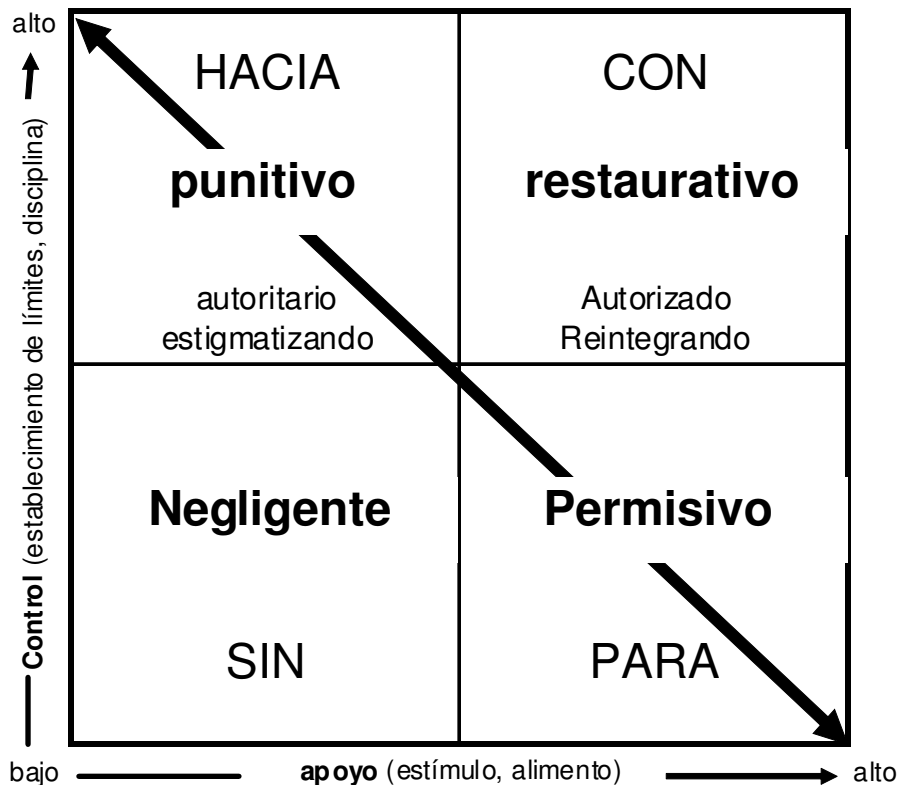 alto
HACIA
CON
punitivo
restaurativo
autoritario
estigmatizando
Autorizado
Reintegrando
Control (establecimiento de límites, disciplina)
Negligente
Permisivo
SIN
PARA
bajo
apoyo (estímulo, alimento)
alto